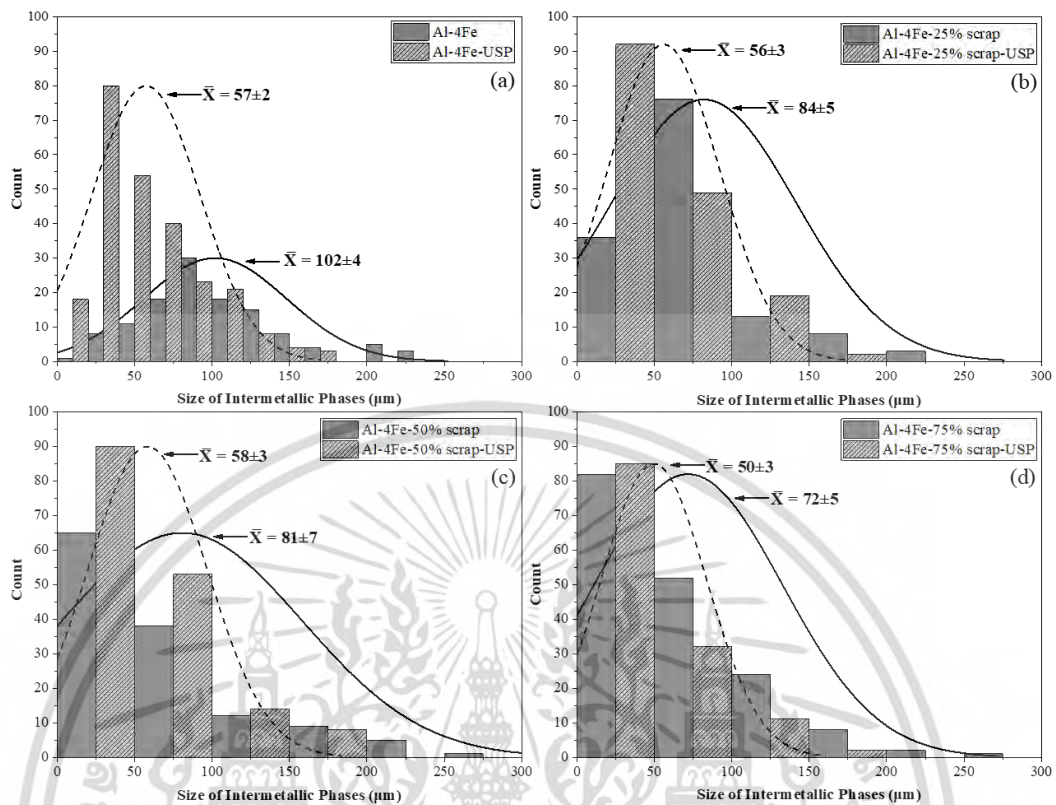 Al-4Fe
Al-4Fe-USP
(a)
X̄ = 57±2
X̄ = 102±4
Count
0 10 20 30 40 50 60 70 80 90 100
0 50 100 150 200 250 300
Size of Intermetallic Phases (μm)
Al-4Fe-25% scrap
Al-4Fe-25% scrap-USP
(b)
X̄ = 56±3
X̄ = 84±5
Count
0 10 20 30 40 50 60 70 80 90 100
0 50 100 150 200 250 300
Size of Intermetallic Phases (μm)
Al-4Fe-50% scrap
Al-4Fe-50% scrap-USP
(c)
X̄ = 58±3
X̄ = 81±7
Count
0 10 20 30 40 50 60 70 80 90 100
0 50 100 150 200 250 300
Size of Intermetallic Phases (μm)
Al-4Fe-75% scrap
Al-4Fe-75% scrap-USP
(d)
X̄ = 50±3
X̄ = 72±5
Count
0 10 20 30 40 50 60 70 80 90 100
0 50 100 150 200 250 300
Size of Intermetallic Phases (μm)